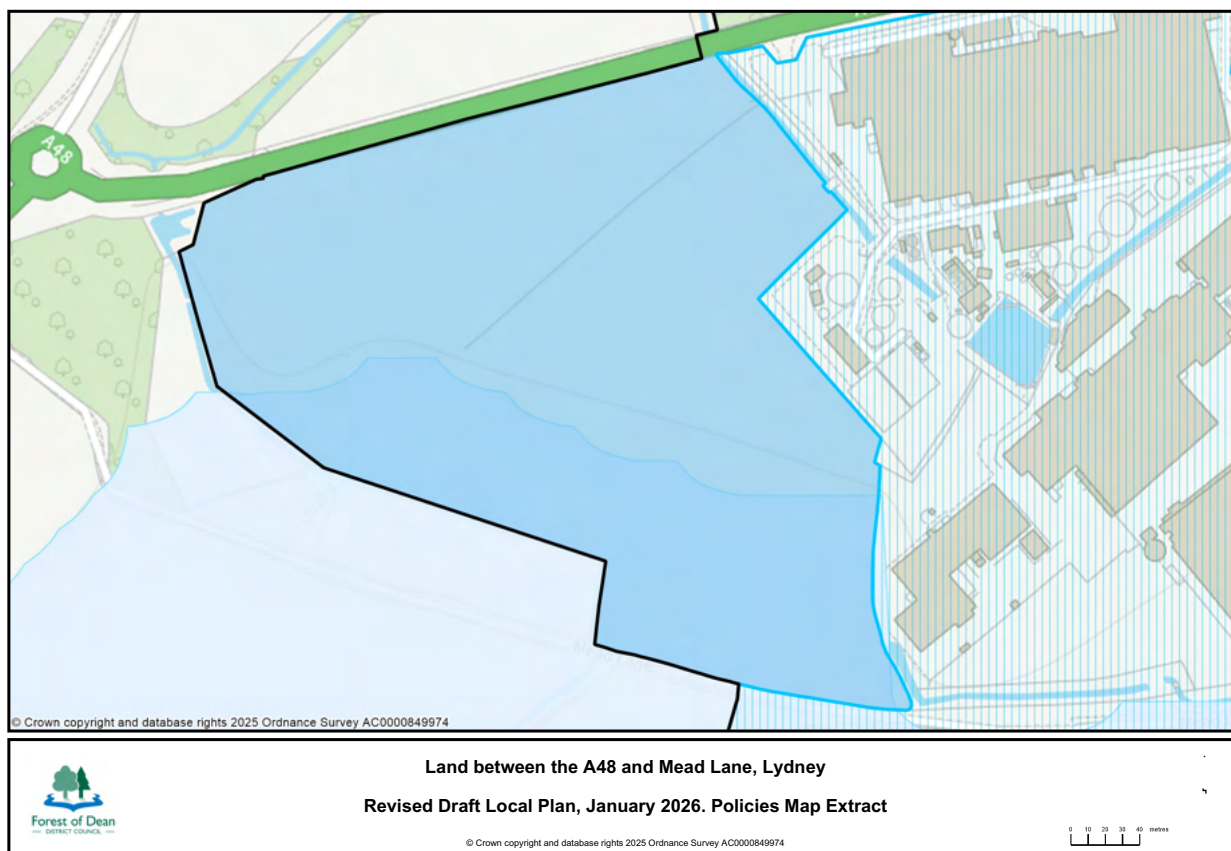 A48
© Crown copyright and database rights 2025 Ordnance Survey AC0000849974
Forest of Dean
DISTRICT COUNCIL
Land between the A48 and Mead Lane, Lydney
Revised Draft Local Plan, January 2026. Policies Map Extract
© Crown copyright and database rights 2025 Ordnance Survey AC0000849974
0 10 20 30 40 metres